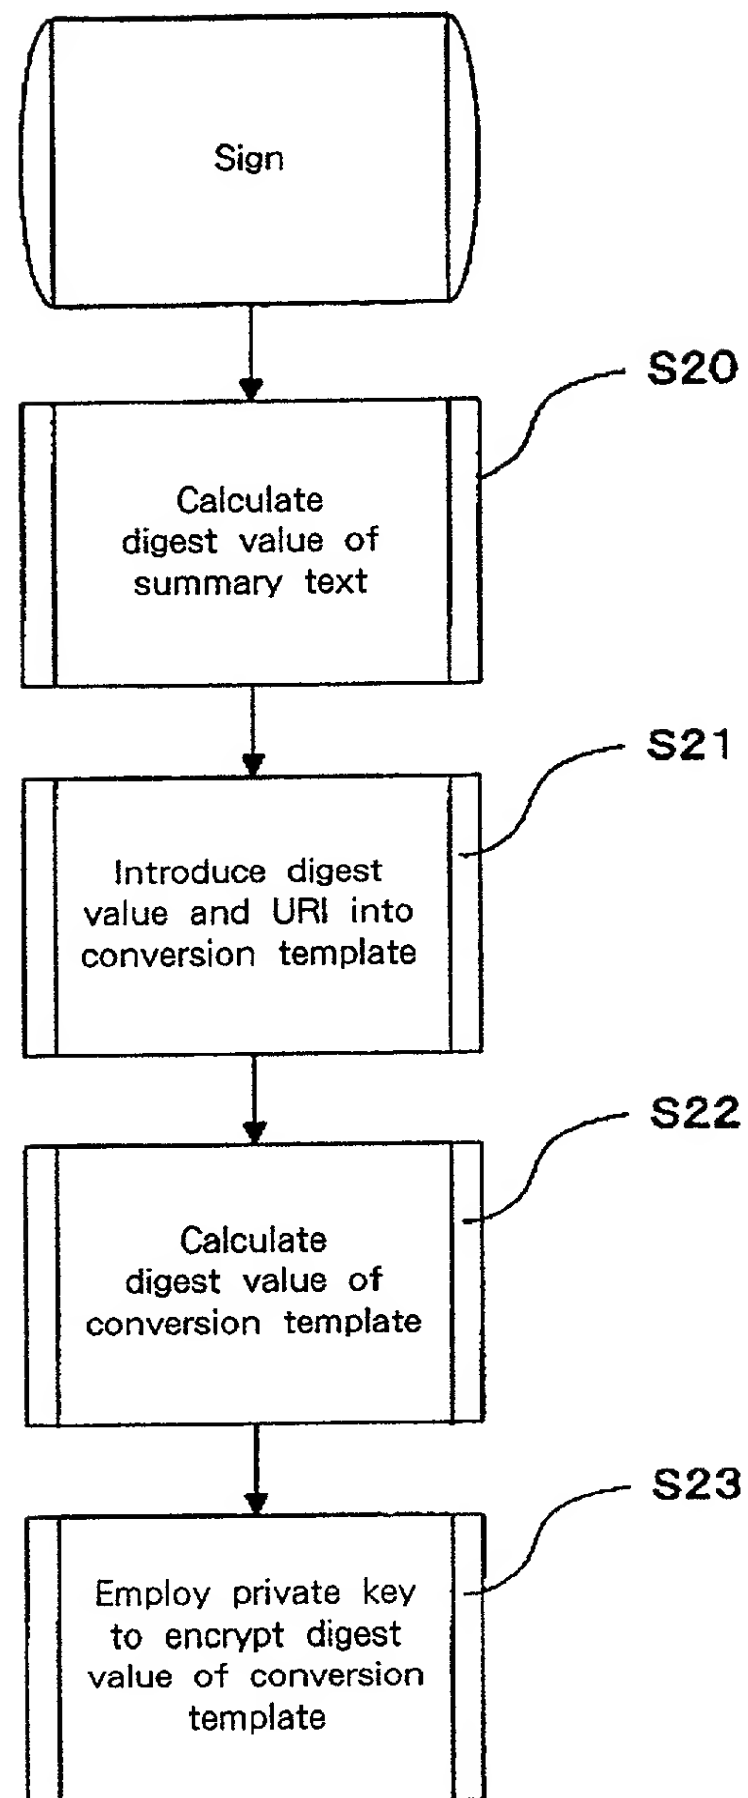 Sign
S20
Calculate
digest value of
summary text
S21
Introduce digest
value and URI into
conversion template
S22
Calculate
digest value of
conversion template
S23
Employ private key
to encrypt digest
value of conversion
template